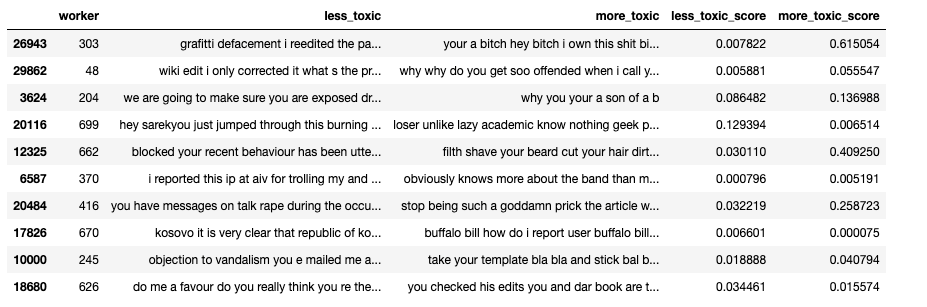 worker less_toxic more_toxic less_toxic_score more_toxic_score
26943 303 grafitti defacement i reedited the pa... your a bitch hey bitch i own this shit bi... 0.007822 0.615054
29862 48 wiki edit i only corrected it what s the pr... why why do you get soo offended when i call y... 0.005881 0.055547
3624 204 we are going to make sure you are exposed dr... why you your a son of a b 0.086482 0.136988
20116 699 hey sarekyou just jumped through this burning ... loser unlike lazy academic know nothing geek p... 0.129394 0.006514
12325 662 blocked your recent behaviour has been utte... filth shave your beard cut your hair dirt... 0.030110 0.409250
6587 370 i reported this ip at aiv for trolling my and ... obviously knows more about the band than m... 0.000796 0.005191
20484 416 you have messages on talk rape during the occu... stop being such a goddamn prick the article w... 0.032219 0.258723
17826 670 kosovo it is very clear that republic of ko... buffalo bill how do i report user buffalo bill... 0.006601 0.000075
10000 245 objection to vandalism you e mailed me a... take your template bla bla and stick bal b... 0.018888 0.040794
18680 626 do me a favour do you really think you re the... you checked his edits you and dar book are t... 0.034461 0.015574